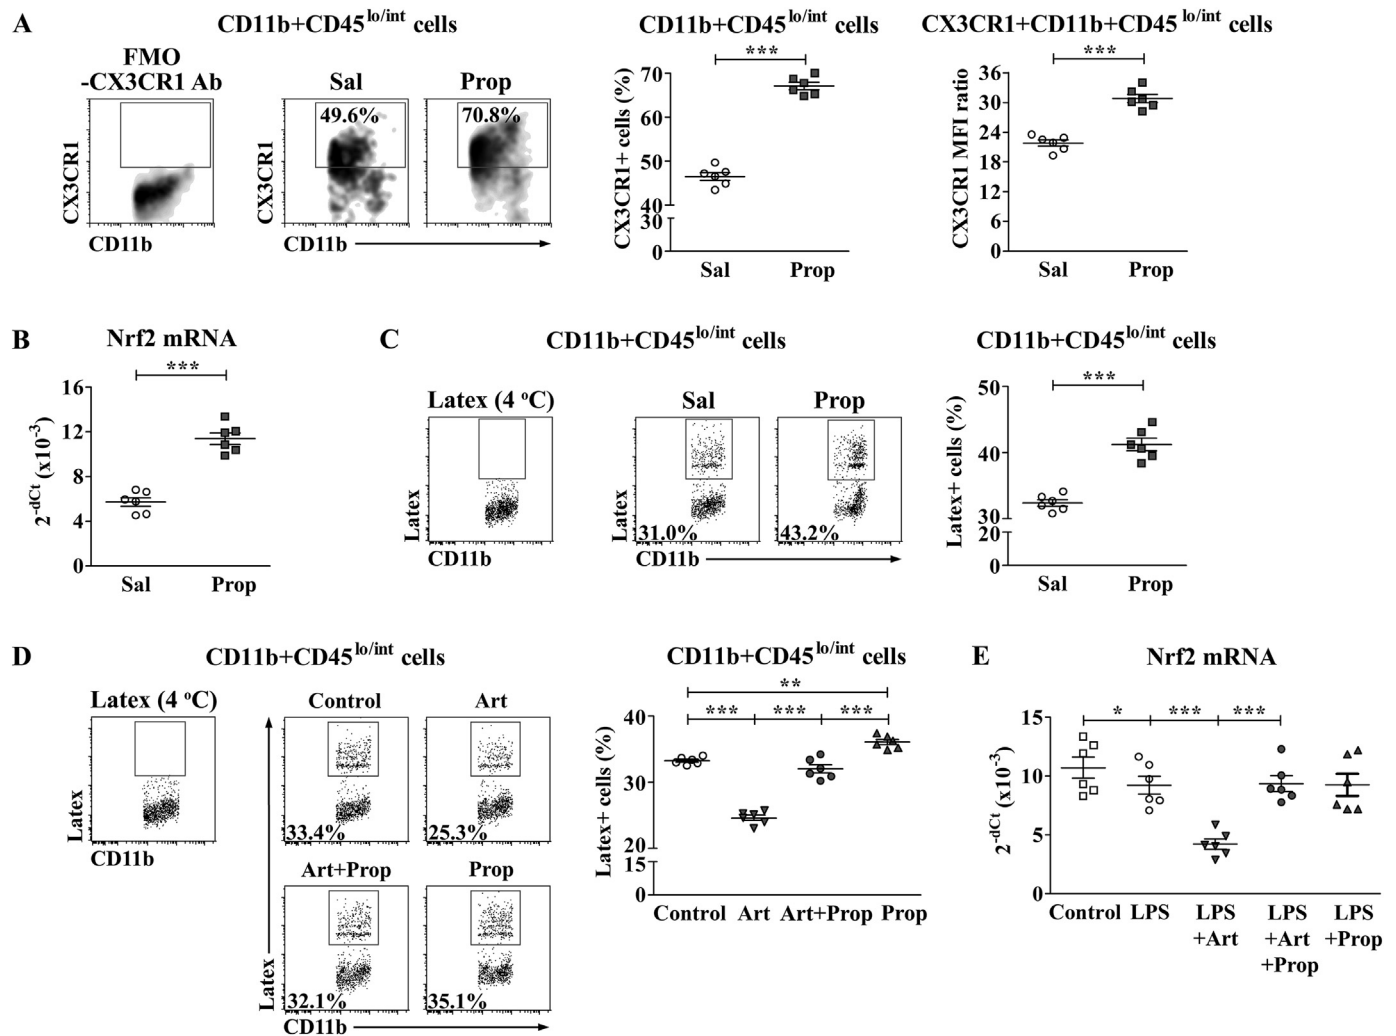 A
CD11b+CD45lo/int cells
FMO
-CX3CR1 Ab
Sal
Prop
49.6%
70.8%
CX3CR1
CX3CR1
CD11b
CD11b
CD11b+CD45lo/int cells
***
CX3CR1+ cells (%)
70
60
50
40
30
0
Sal
Prop
CX3CR1+CD11b+CD45lo/int cells
***
CX3CR1 MFI ratio
36
30
24
18
12
6
0
Sal
Prop
B
Nrf2 mRNA
***
2-dCt (x10-3)
16
12
8
4
0
Sal
Prop
C
CD11b+CD45lo/int cells
Latex (4 oC)
Sal
Prop
Latex
Latex
31.0%
43.2%
CD11b
CD11b
CD11b+CD45lo/int cells
***
Latex+ cells (%)
50
40
30
20
0
Sal
Prop
D
CD11b+CD45lo/int cells
Latex (4 oC)
Control
Art
Latex
33.4%
25.3%
CD11b
Art+Prop
Prop
Latex
32.1%
35.1%
CD11b
CD11b+CD45lo/int cells
**
*** *** ***
Latex+ cells (%)
40
30
20
15
0
Control Art Art+Prop Prop
E
Nrf2 mRNA
* *** ***
2-dCt (x10-3)
15
10
5
0
Control LPS LPS LPS LPS
+Art +Art +Prop
+Prop